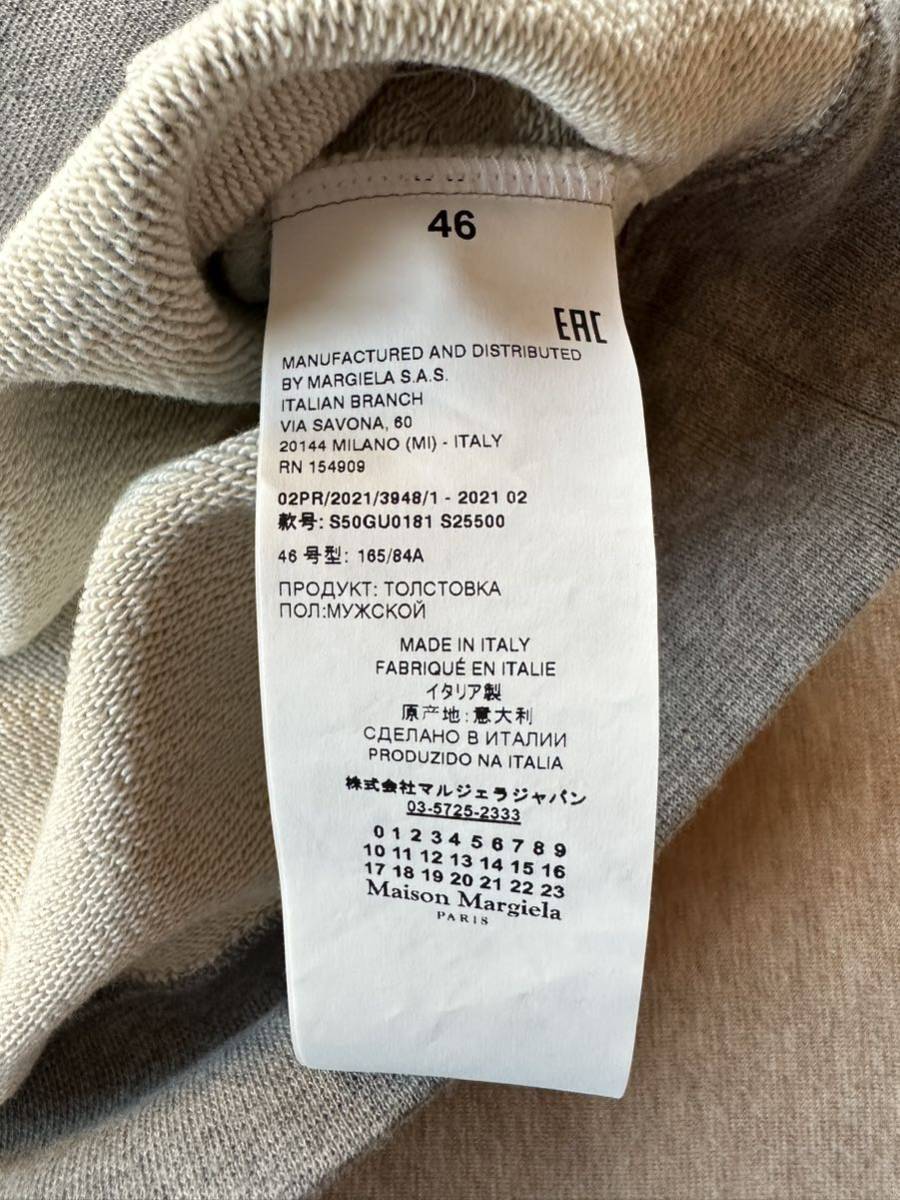 46
EAC
MANUFACTURED AND DISTRIBUTED
BY MARGIELA S.A.S.
ITALIAN BRANCH
VIA SAVONA, 60
20144 MILANO (MI) - ITALY
RN 154909
02PR/2021/3948/1 - 2021 02
款号: S50GU0181 S25500
46 号型: 165/84A
ПРОДУКТ: ТОЛСТОВКА
ПОЛ:МУЖСКОЙ
MADE IN ITALY
FABRIQUÉ EN ITALIE
イタリア製
原产地:意大利
СДЕЛАНО В ИТАЛИИ
PRODUZIDO NA ITALIA
株式会社マルジェラジャパン
03-5725-2333
0 1 2 3 4 5 6 7 8 9
10 11 12 13 14 15 16
17 18 19 20 21 22 23
Maison Margiela
PARIS